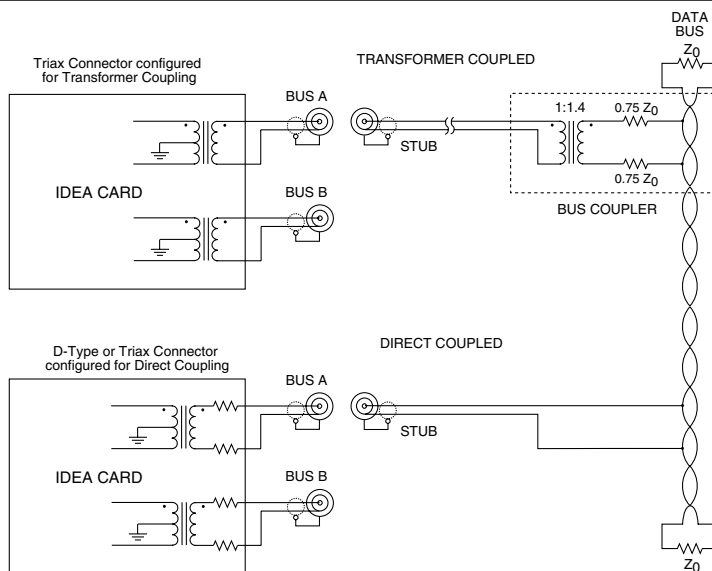 DATA
BUS
Z0
Triax Connector configured
for Transformer Coupling
TRANSFORMER COUPLED
BUS A
1:1.4
0.75 Z0
STUB
IDEA CARD
0.75 Z0
BUS B
BUS COUPLER
D-Type or Triax Connector
configured for Direct Coupling
DIRECT COUPLED
BUS A
STUB
IDEA CARD
BUS B
Z0